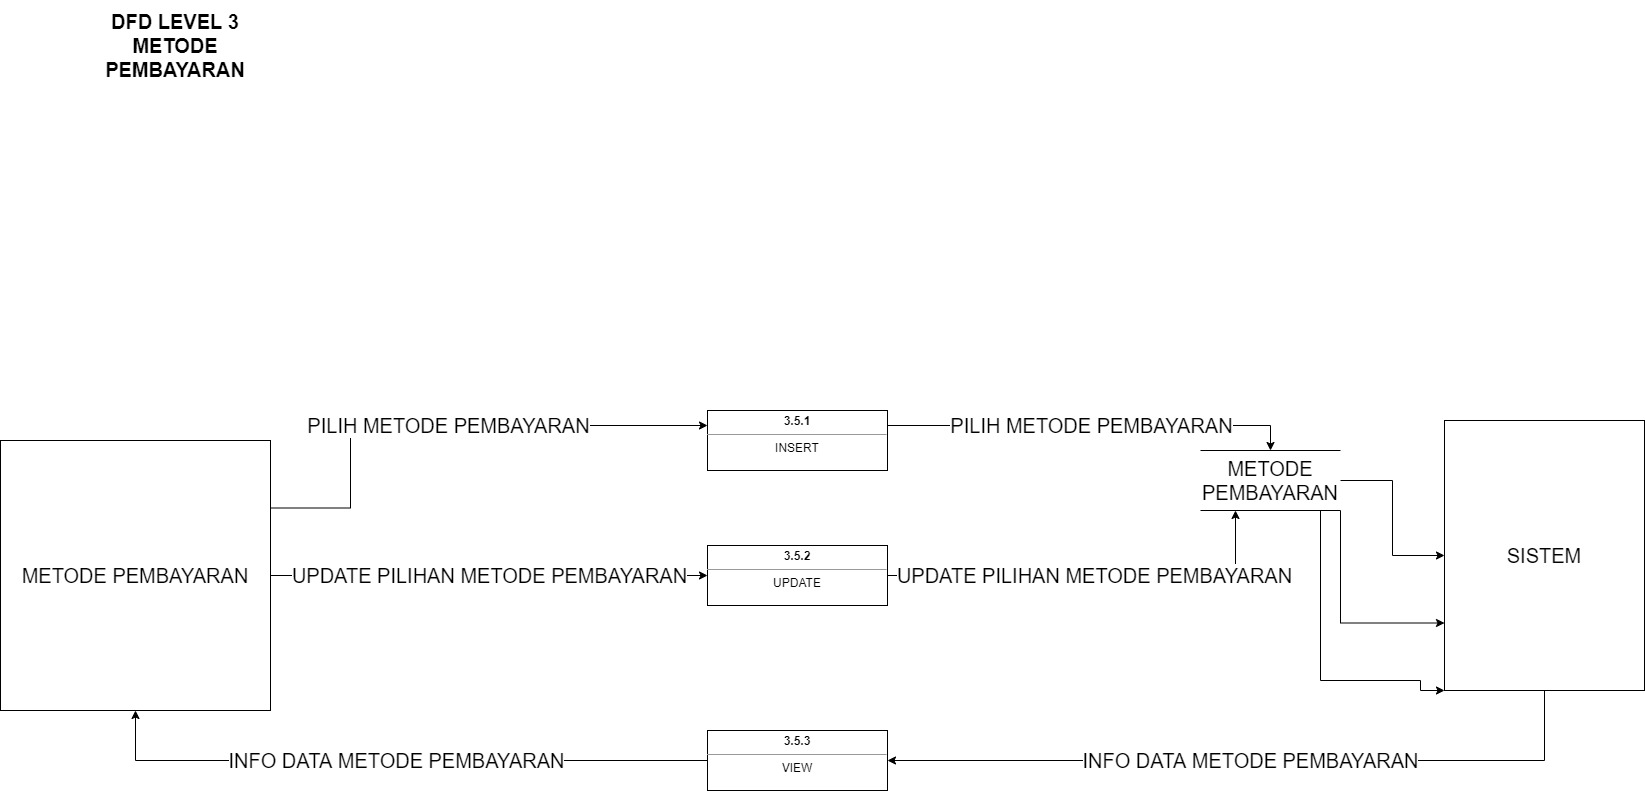 DFD LEVEL 3
METODE
PEMBAYARAN
PILIH METODE PEMBAYARAN
3.5.1
INSERT
PILIH METODE PEMBAYARAN
METODE
PEMBAYARAN
METODE PEMBAYARAN
UPDATE PILIHAN METODE PEMBAYARAN
3.5.2
UPDATE
UPDATE PILIHAN METODE PEMBAYARAN
SISTEM
INFO DATA METODE PEMBAYARAN
3.5.3
VIEW
INFO DATA METODE PEMBAYARAN